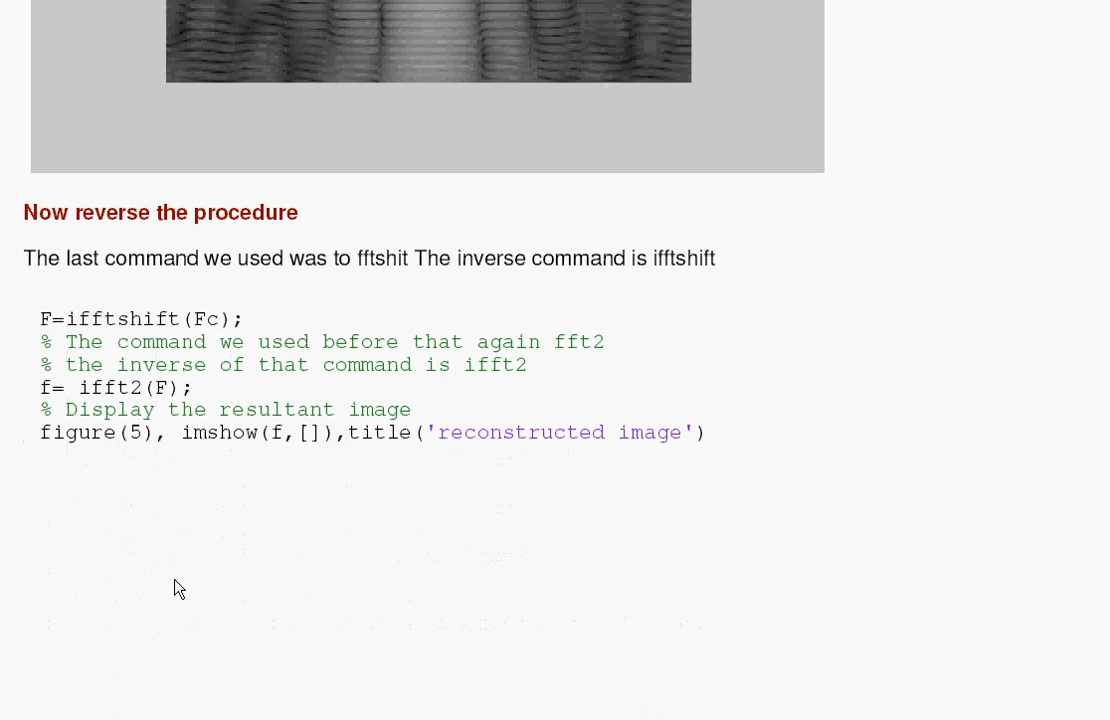 Now reverse the procedure
The last command we used was to fftshit The inverse command is ifftshift
F=ifftshift(Fc);
% The command we used before that again fft2
% the inverse of that command is ifft2
f= ifft2(F);
% Display the resultant image
figure(5), imshow(f,[]),title('reconstructed image')